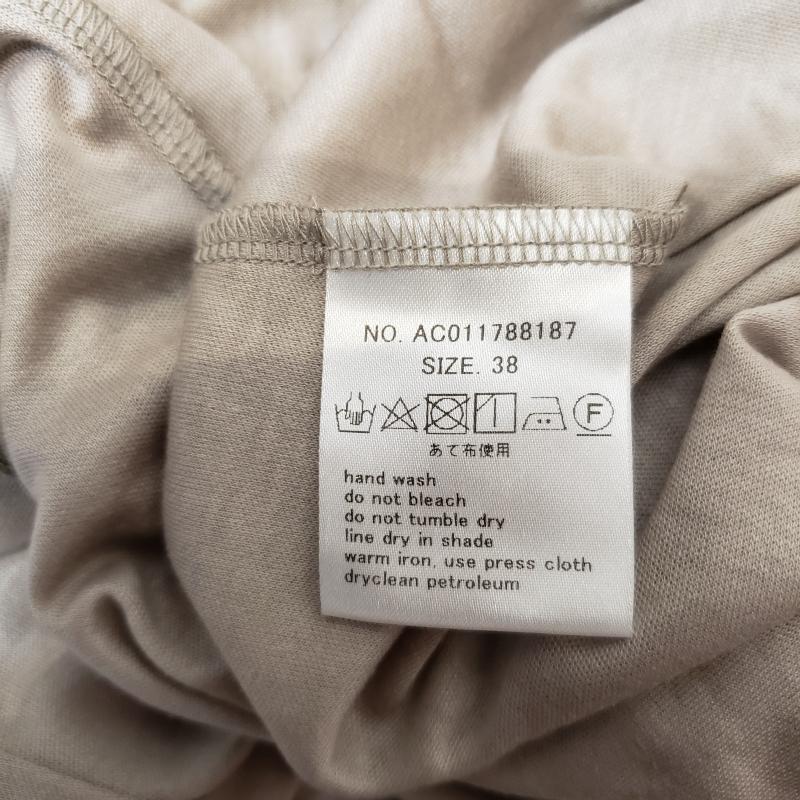 NO. AC011788187
SIZE. 38
F
あて布使用
hand wash
do not bleach
do not tumble dry
line dry in shade
warm iron, use press cloth
dryclean petroleum